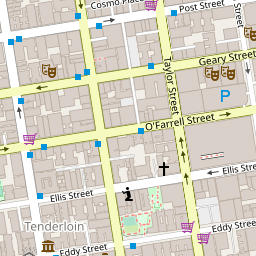 Cosmo Place
Post Street
Geary Street
Taylor Street
P
O'Farrell Street
Ellis Street
Ellis Street
Tenderloin
Eddy Street
Eddy Street